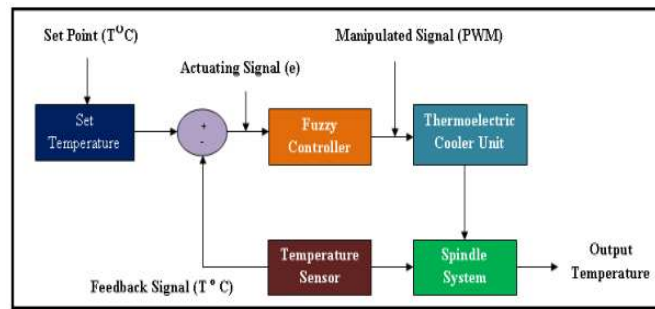 Set Point (T⁰C)
Manipulated Signal (PWM)
Actuating Signal (e)
Set
Temperature
+
-
Fuzzy
Controller
Thermoelectric
Cooler Unit
Temperature
Sensor
Spindle
System
Output
Temperature
Feedback Signal (T ° C)